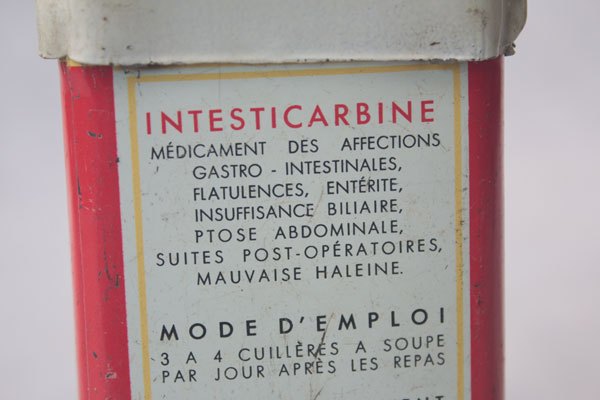 INTESTICARBINE
MÉDICAMENT DES AFFECTIONS
GASTRO - INTESTINALES,
FLATULENCES, ENTÉRITE,
INSUFFISANCE BILIAIRE,
PTOSE ABDOMINALE,
SUITES POST-OPÉRATOIRES,
MAUVAISE HALEINE.
MODE D'EMPLOI
3 A 4 CUILLÈRES A SOUPE
PAR JOUR APRÈS LES REPAS